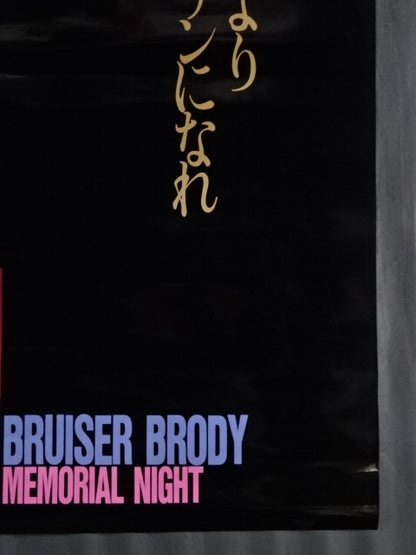 なり
ンになれ
BRUISER BRODY
MEMORIAL NIGHT